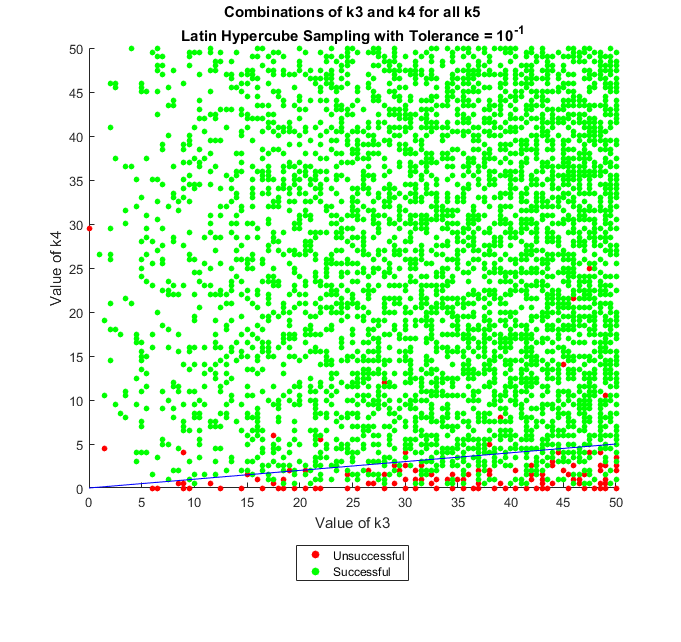 Combinations of k3 and k4 for all k5
Latin Hypercube Sampling with Tolerance = 10^-1
50
45
40
35
30
25
20
15
10
5
0
Value of k4
0 5 10 15 20 25 30 35 40 45 50
Value of k3
Unsuccessful
Successful